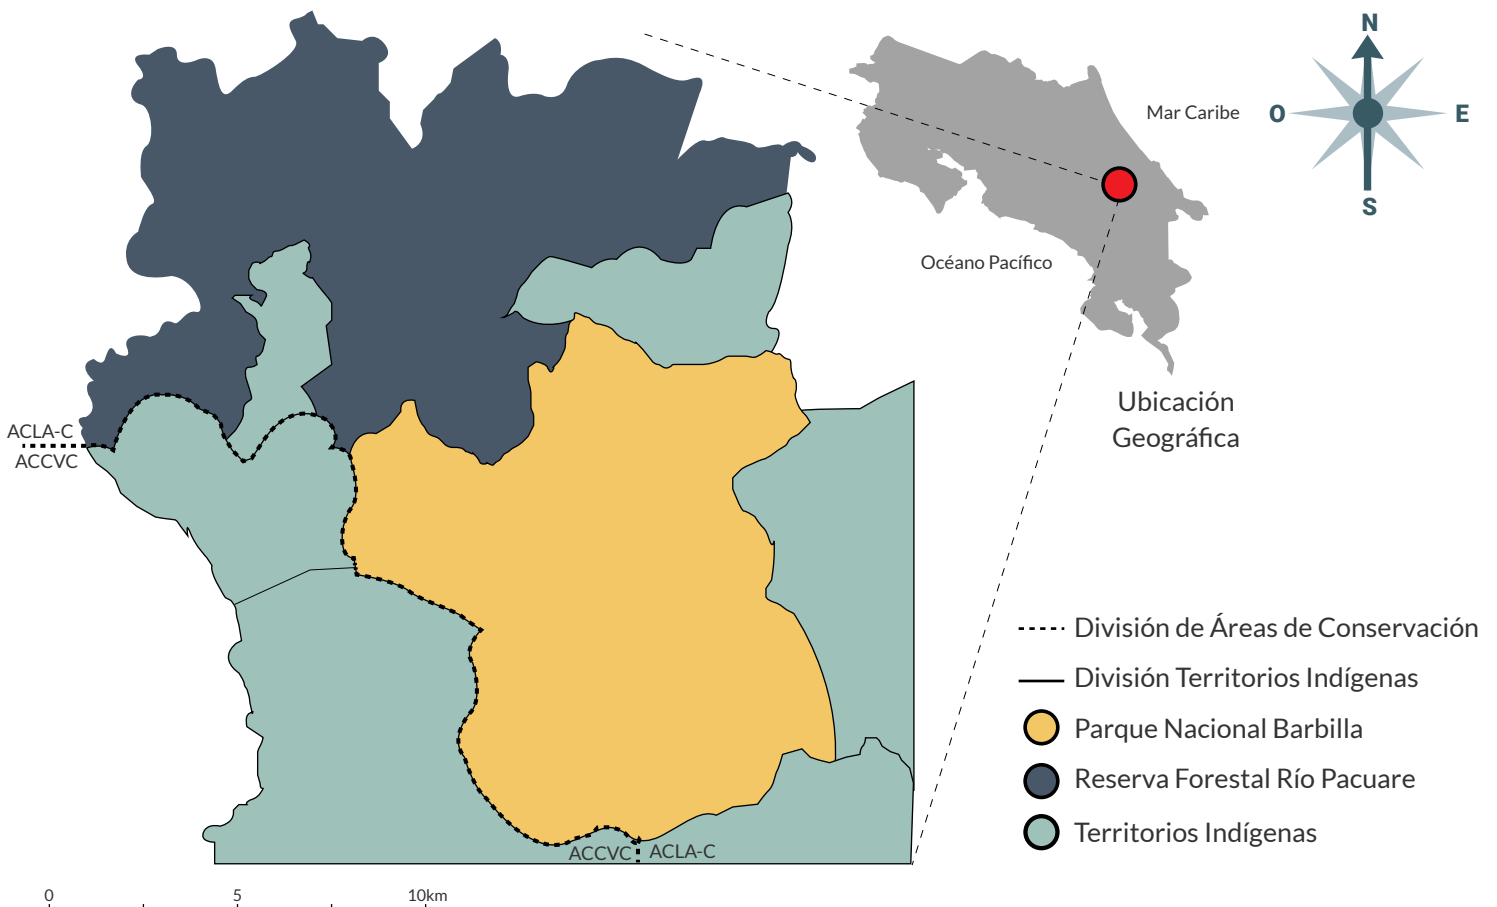 N
Mar Caribe
O
E
S
Océano Pacífico
Ubicación
Geográfica
ACLA-C
ACCVC
División de Áreas de Conservación
División Territorios Indígenas
Parque Nacional Barbilla
Reserva Forestal Río Pacuare
Territorios Indígenas
ACCVC
ACLA-C
0
5
10km